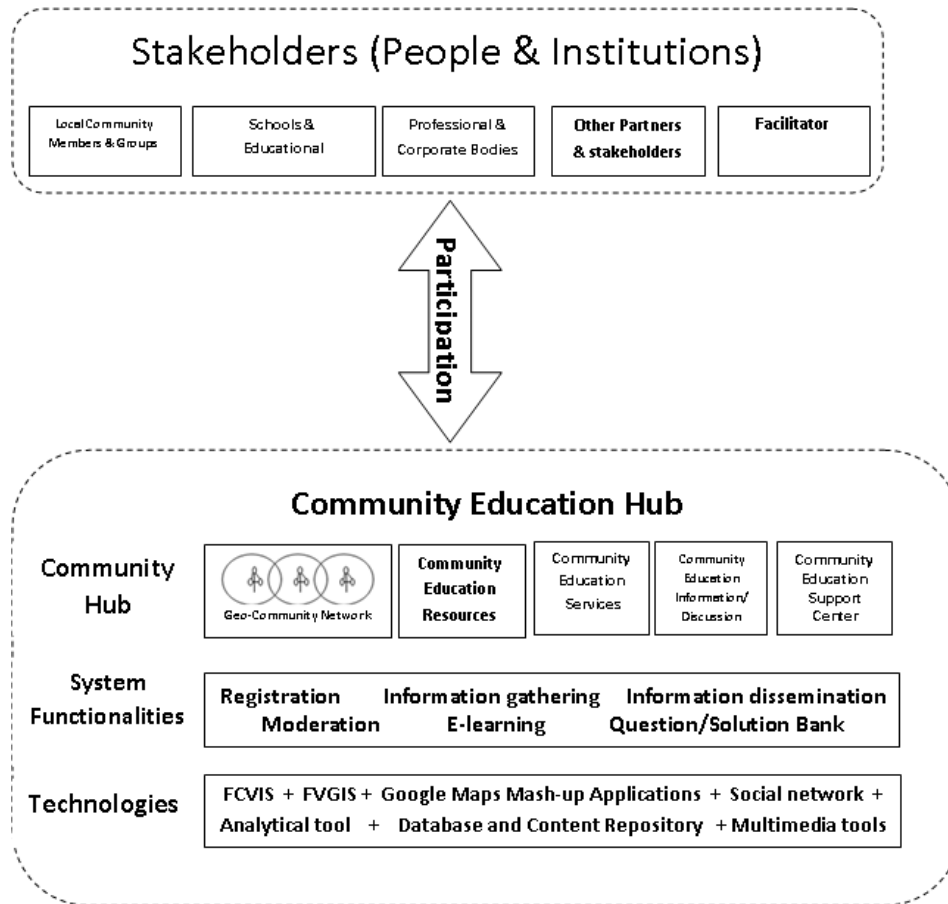 Stakeholders (People & Institutions)
Local Community
Members & Groups
Schools &
Educational
Professional &
Corporate Bodies
Other Partners
& stakeholders
Facilitator
Participation
Community Education Hub
Community
Hub
Geo-Community Network
Community
Education
Resources
Community
Education
Services
Community
Education
Information/
Discussion
Community
Education
Support
Center
System
Functionalities
Registration Information gathering Information dissemination
Moderation E-learning Question/Solution Bank
Technologies
FCVIS + FVGIS + Google Maps Mash-up Applications + Social network +
Analytical tool + Database and Content Repository + Multimedia tools